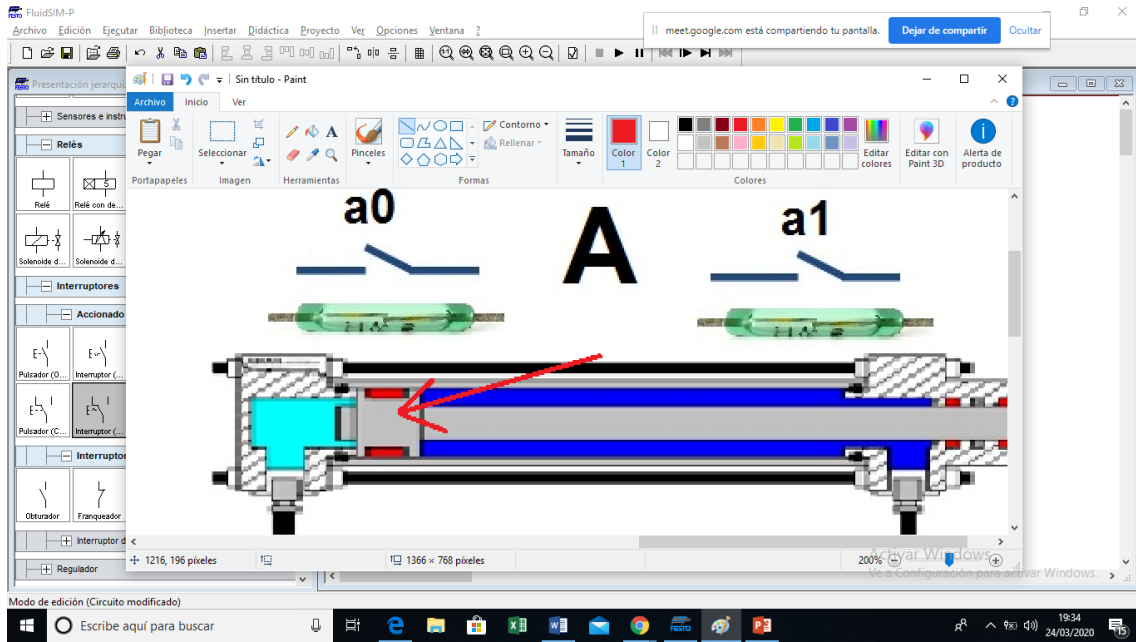 FluidSIM-P
Archivo Edición Ejecutar Biblioteca Insertar Didáctica Proyecto Ver Opciones Ventana ?
meet.google.com está compartiendo tu pantalla. Dejar de compartir Ocultar
Presentación jerarqui
Sensores e instru
Relès
Relé
Relé con de...
Solenoide d...
Solenoide d...
Interruptores
Accionado
Pulsador (O...
Interruptor (...
Pulsador (C...
Interruptor (...
Interruptor
Obturador
Franqueador
Interruptor d
Regulador
Sin título - Paint
Archivo Inicio Ver
Pegar
Portapapeles
Seleccionar
Imagen
Herramientas
Pinceles
Contorno
Rellenar
Formas
Tamaño
Color 1
Color 2
Editar colores
Colores
Editar con Paint 3D
Alerta de producto
a0
A
a1
1216, 196 píxeles
1366 × 768 píxeles
200%
Activar Windows
Ve a Configuración para activar Windows.
Modo de edición (Circuito modificado)
Escribe aquí para buscar
FESTO
19:34
24/03/2020
15